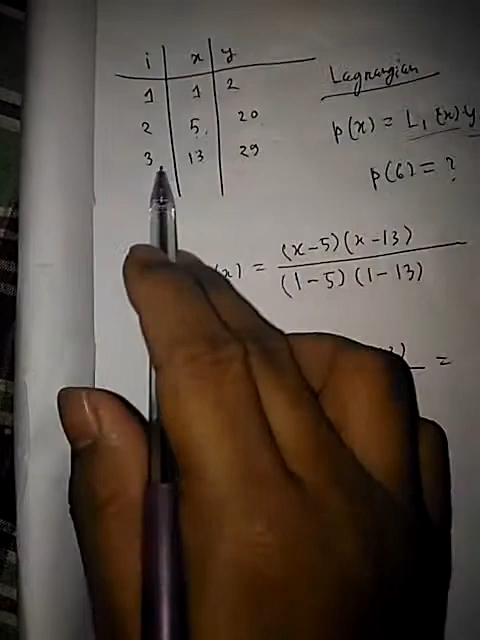 i x y
1 1 2
2 5 20
3 13 29
Lagrangian
p(x) = L₁(x) y
p(6) = ?
(x) = (x-5)(x-13)
(1-5)(1-13)
) =